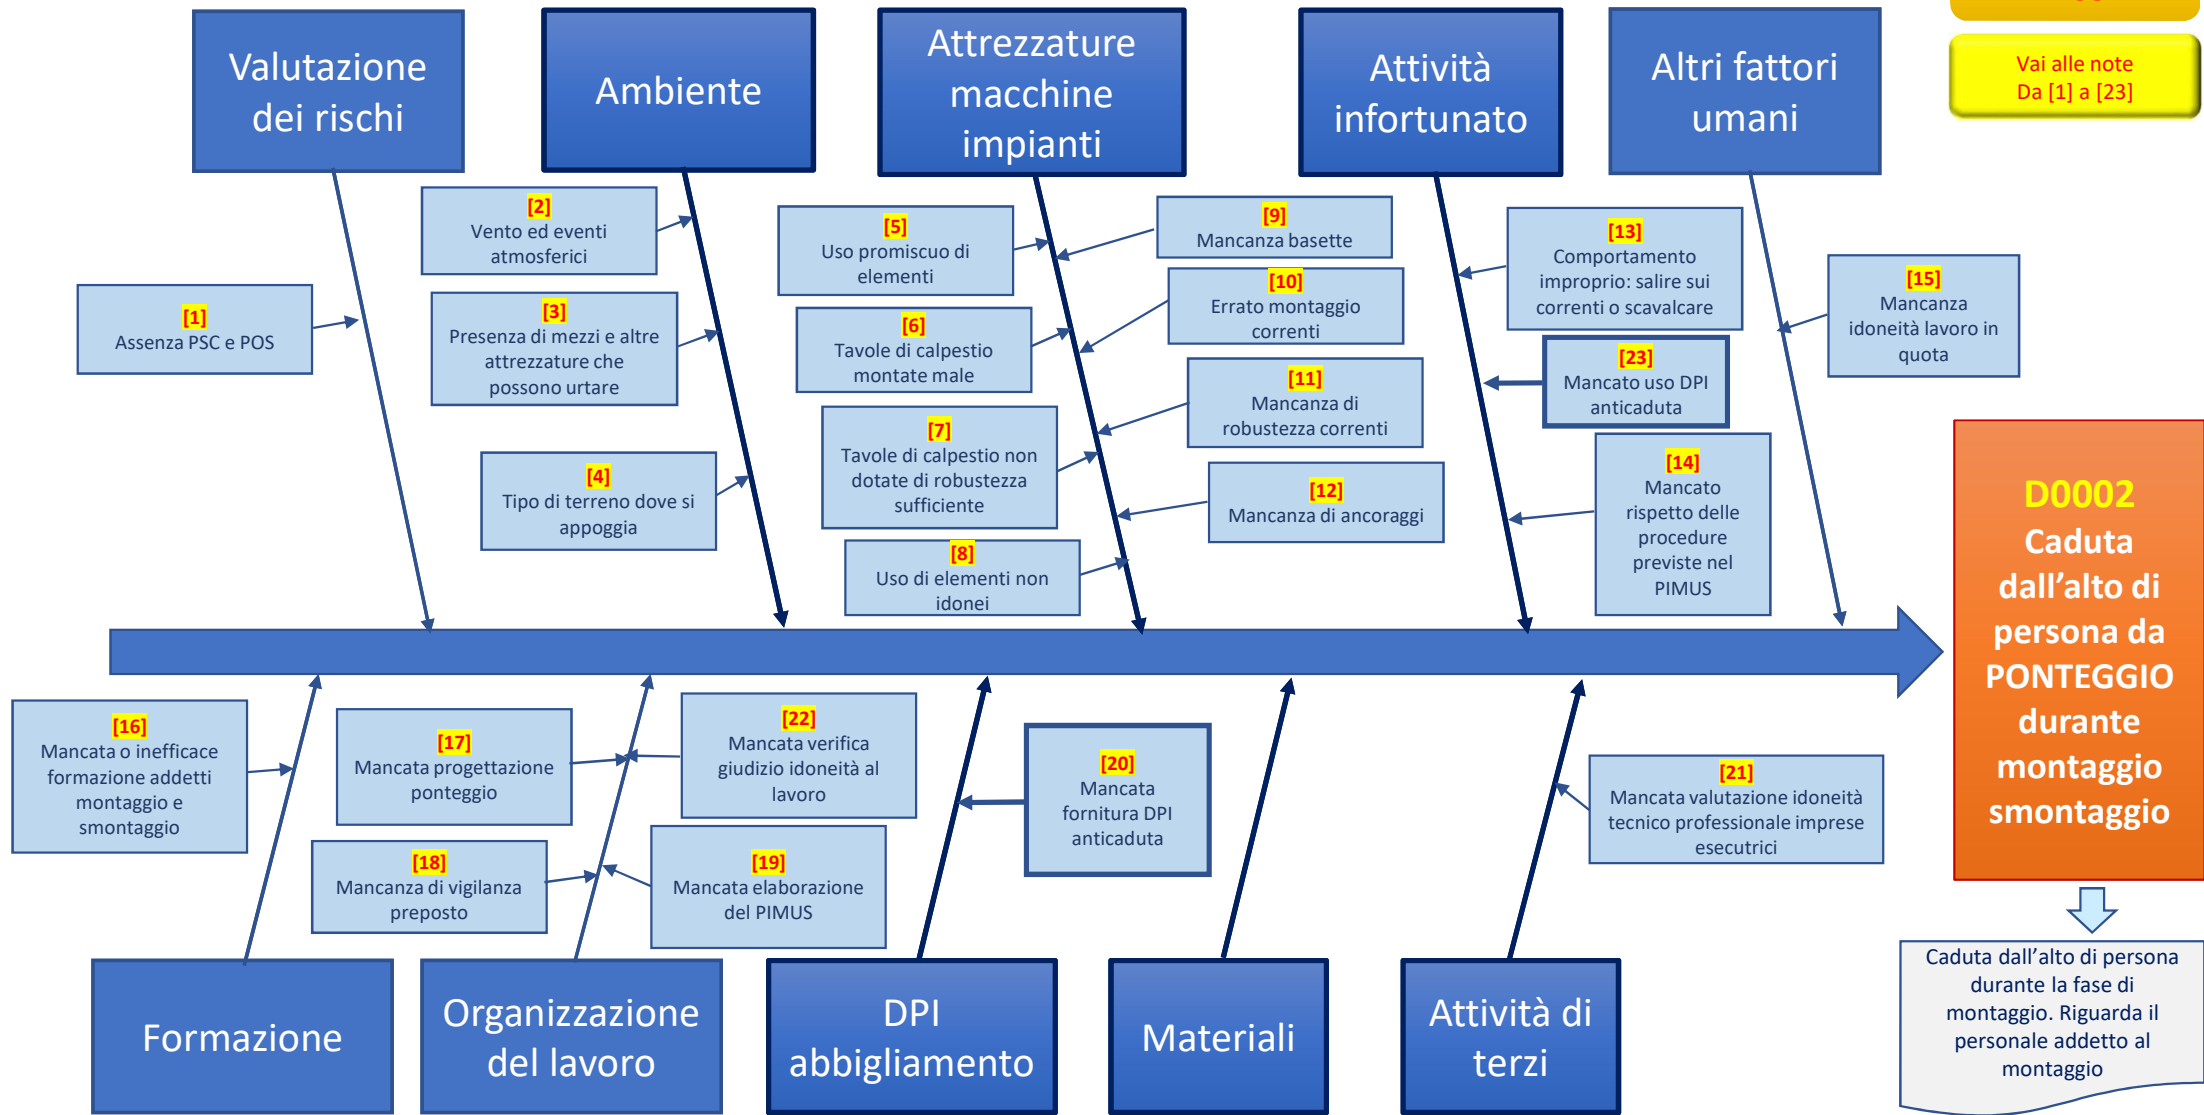 Valutazione
dei rischi
Ambiente
Attrezzature
macchine
impianti
Attività
infortunato
Altri fattori
umani
Vai alle note
Da [1] a [23]
[1]
Assenza PSC e POS
[2]
Vento ed eventi
atmosferici
[3]
Presenza di mezzi e altre
attrezzature che
possono urtare
[4]
Tipo di terreno dove si
appoggia
[5]
Uso promiscuo di
elementi
[6]
Tavole di calpestio
montate male
[7]
Tavole di calpestio non
dotate di robustezza
sufficiente
[8]
Uso di elementi non
idonei
[9]
Mancanza basette
[10]
Errato montaggio
correnti
[11]
Mancanza di
robustezza correnti
[12]
Mancanza di ancoraggi
[13]
Comportamento
improprio: salire sui
correnti o scavalcare
[23]
Mancato uso DPI
anticaduta
[14]
Mancato
rispetto delle
procedure
previste nel
PIMUS
[15]
Mancanza
idoneità lavoro in
quota
D0002
Caduta
dall’alto di
persona da
PONTEGGIO
durante
montaggio
smontaggio
[16]
Mancata o inefficace
formazione addetti
montaggio e
smontaggio
[17]
Mancata progettazione
ponteggio
[18]
Mancanza di vigilanza
preposto
[22]
Mancata verifica
giudizio idoneità al
lavoro
[19]
Mancata elaborazione
del PIMUS
[20]
Mancata
fornitura DPI
anticaduta
[21]
Mancata valutazione idoneità
tecnico professionale imprese
esecutrici
Formazione
Organizzazione
del lavoro
DPI
abbigliamento
Materiali
Attività di
terzi
Caduta dall’alto di persona
durante la fase di
montaggio. Riguarda il
personale addetto al
montaggio